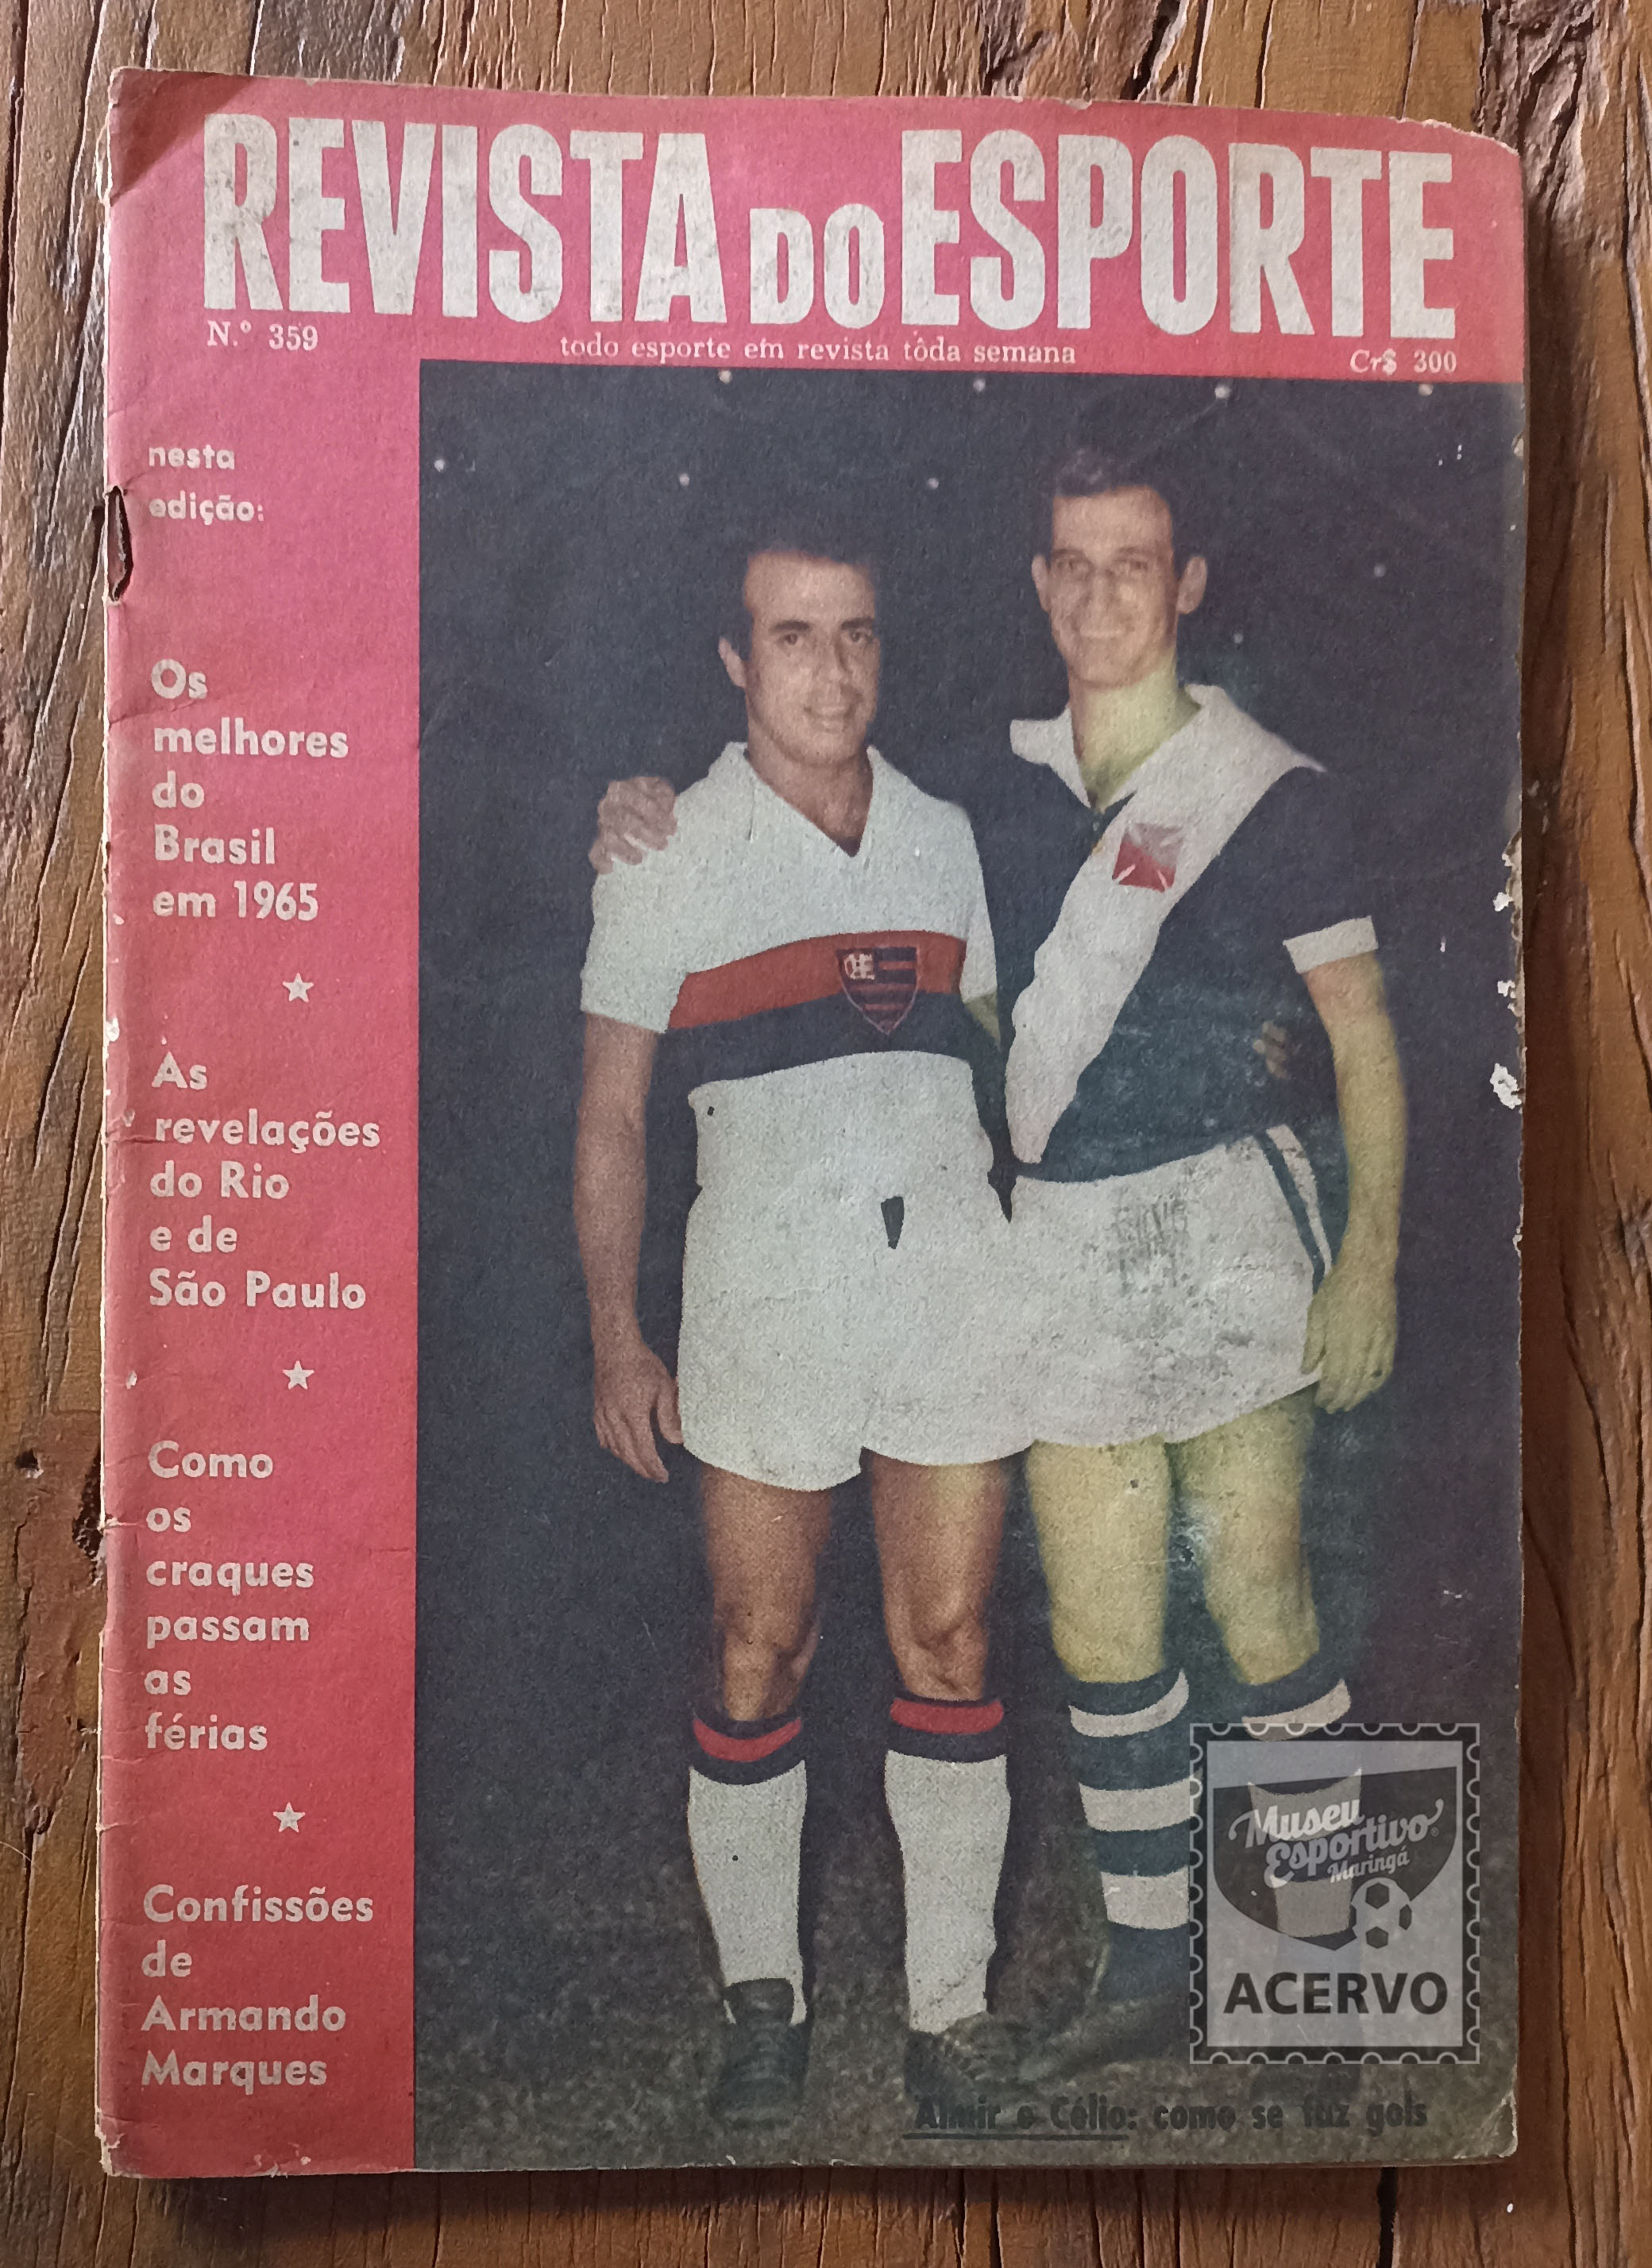 REVISTA DO ESPORTE
N.º 359
todo esporte em revista tôda semana
Cr$ 300
nesta
edição:
Os
melhores
do
Brasil
em 1965
As
revelações
do Rio
e de
São Paulo
Como
os
craques
passam
as
férias
Confissões
de
Armando
Marques
Almir e Célio: como se faz gols
Museu
Esportivo
Maringá
ACERVO